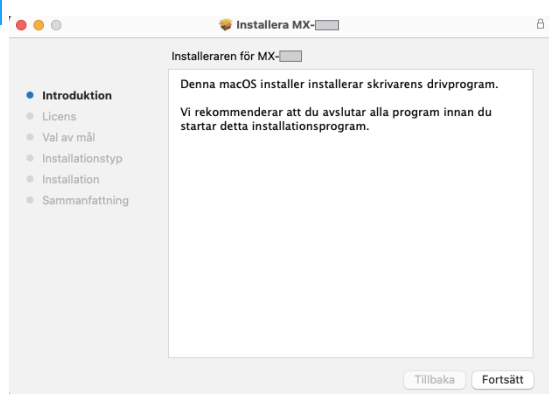 Installera MX-
Installeraren för MX-
Introduktion
Licens
Val av mål
Installationstyp
Installation
Sammanfattning
Denna macOS installer installerar skrivarens drivprogram.
Vi rekommenderar att du avslutar alla program innan du
startar detta installationsprogram.
Tillbaka
Fortsätt